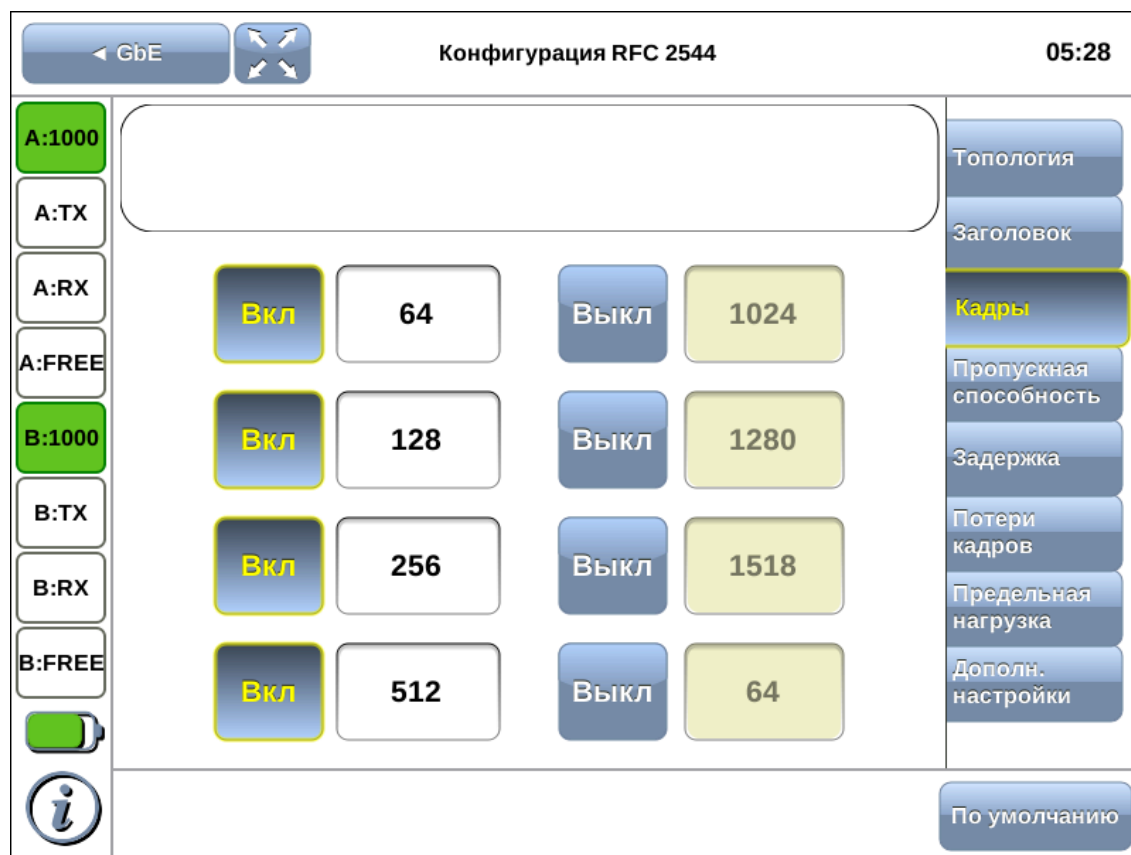 ◄ GbE
Конфигурация RFC 2544
05:28
A:1000
A:TX
A:RX
A:FREE
B:1000
B:TX
B:RX
B:FREE
Вкл 64 Выкл 1024
Вкл 128 Выкл 1280
Вкл 256 Выкл 1518
Вкл 512 Выкл 64
Топология
Заголовок
Кадры
Пропускная
способность
Задержка
Потери
кадров
Предельная
нагрузка
Дополн.
настройки
i
По умолчанию